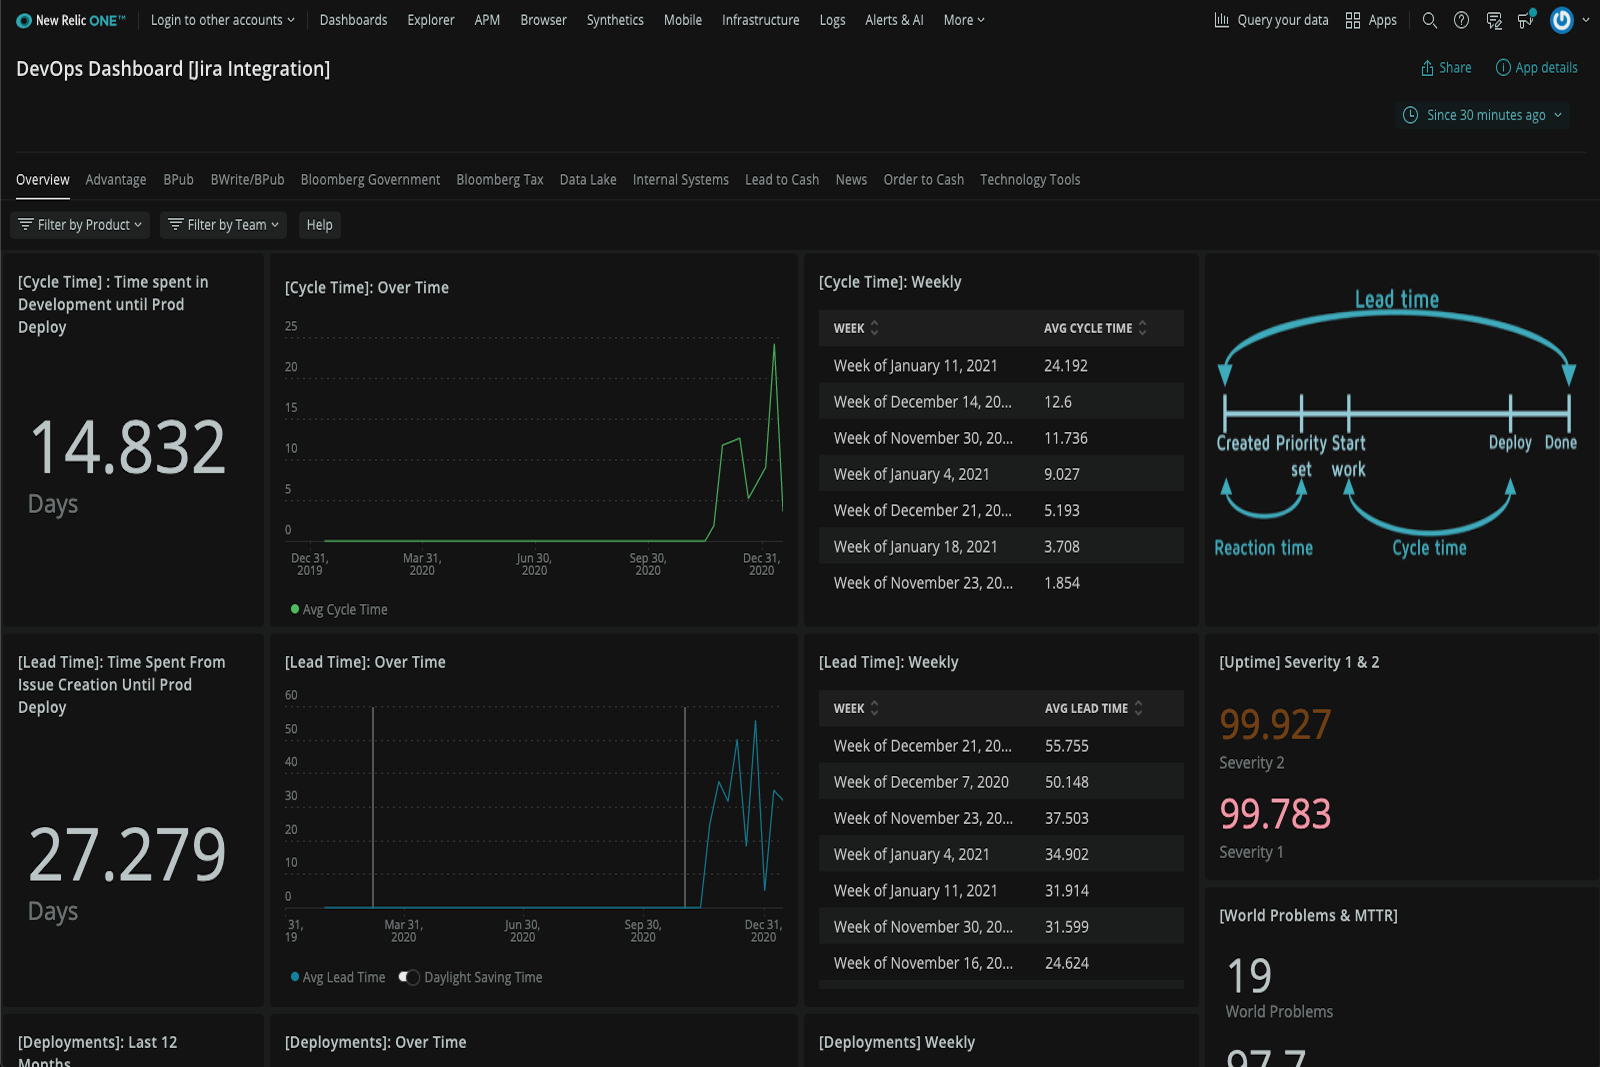 New Relic ONE™ Login to other accounts Dashboards Explorer APM Browser Synthetics Mobile Infrastructure Logs Alerts & AI More Query your data Apps
DevOps Dashboard [Jira Integration]
Share App details
Since 30 minutes ago
Overview Advantage BPub BWrite/BPub Bloomberg Government Bloomberg Tax Data Lake Internal Systems Lead to Cash News Order to Cash Technology Tools
Filter by Product Filter by Team Help
[Cycle Time] : Time spent in
Development until Prod
Deploy
14.832
Days
[Cycle Time]: Over Time
25
20
15
10
5
0
Dec 31, Mar 31, Jun 30, Sep 30, Dec 31,
2019 2020 2020 2020 2020
Avg Cycle Time
[Cycle Time]: Weekly
WEEK AVG CYCLE TIME
Week of January 11, 2021 24.192
Week of December 14, 20... 12.6
Week of November 30, 20... 11.736
Week of January 4, 2021 9.027
Week of December 21, 20... 5.193
Week of January 18, 2021 3.708
Week of November 23, 20... 1.854
Lead time
Created Priority Start Deploy Done
set work
Reaction time Cycle time
[Lead Time]: Time Spent From
Issue Creation Until Prod
Deploy
27.279
Days
[Lead Time]: Over Time
60
50
40
30
20
10
0
31, Mar 31, Jun 30, Sep 30, Dec 31,
19 2020 2020 2020 2020
Avg Lead Time Daylight Saving Time
[Lead Time]: Weekly
WEEK AVG LEAD TIME
Week of December 21, 20... 55.755
Week of December 7, 2020 50.148
Week of November 23, 20... 37.503
Week of January 4, 2021 34.902
Week of January 11, 2021 31.914
Week of November 30, 20... 31.599
Week of November 16, 20... 24.624
[Uptime] Severity 1 & 2
99.927
Severity 2
99.783
Severity 1
[World Problems & MTTR]
19
World Problems
97.7
[Deployments]: Last 12
Months
[Deployments]: Over Time
[Deployments] Weekly